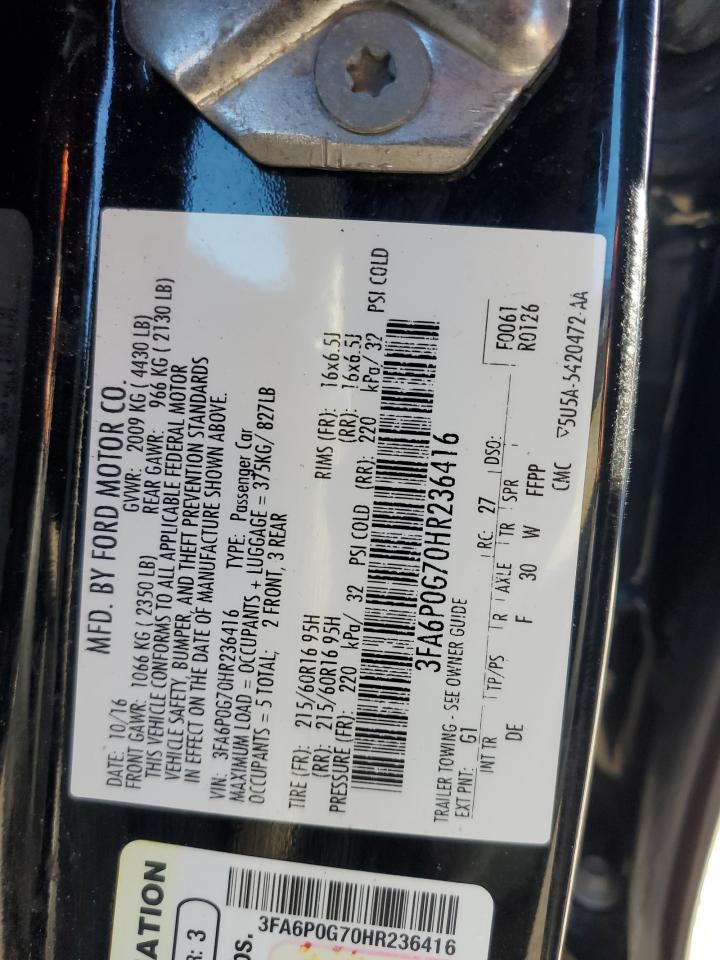 MFD. BY FORD MOTOR CO.
DATE: 10/16 GVWR: 2009 KG ( 4430 LB)
FRONT GAWR: 1066 KG ( 2350 LB) REAR GAWR: 966 KG ( 2130 LB)
THIS VEHICLE CONFORMS TO ALL APPLICABLE FEDERAL MOTOR
VEHICLE SAFETY, BUMPER, AND THEFT PREVENTION STANDARDS
IN EFFECT ON THE DATE OF MANUFACTURE SHOWN ABOVE.
VIN: 3FA6P0G70HR236416 TYPE: Passenger Car
MAXIMUM LOAD = OCCUPANTS + LUGGAGE = 375KG/ 827LB
OCCUPANTS = 5 TOTAL; 2 FRONT, 3 REAR
TIRE (FR): 215/60R16 95H RIMS (FR): 16x6.5J
(RR): 215/60R16 95H (RR): 16x6.5J
PRESSURE (FR): 220 kPa/ 32 PSI COLD (RR): 220 kPa/ 32 PSI COLD
3FA6P0G70HR236416
TRAILER TOWING - SEE OWNER GUIDE
EXT PNT: G1 RC: 27 DSO: F0061
R0126
INT TR TP/PS R AXLE TR SPR
DE F 30 W FFPP
CMC ▽5U5A-5420472-AA
ATION
R: 3
OS.
3FA6P0G70HR236416